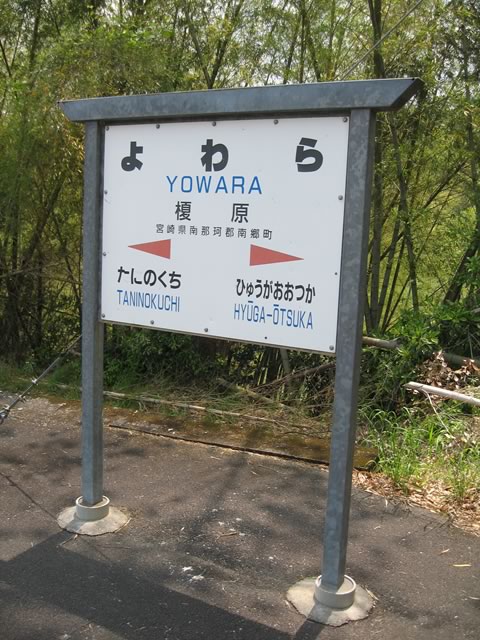 よわら
YOWARA
榎原
宮崎県南那珂郡南郷町
たにのくち ひゅうがおおつか
TANINOKUCHI HYŪGA-ŌTSUKA